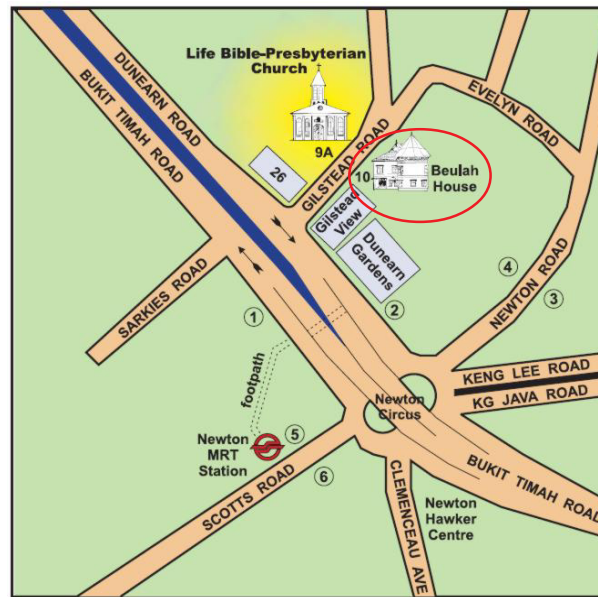 Life Bible-Presbyterian
Church
DUNEARN ROAD
BUKIT TIMAH ROAD
9A
26
GILSTEAD ROAD
EVELYN ROAD
10
Beulah
House
Gilstead
View
Dunearn
Gardens
SARKIES ROAD
NEWTON ROAD
4
3
1
2
footpath
KENG LEE ROAD
KG JAVA ROAD
Newton
Circus
Newton
MRT
Station
5
6
SCOTTS ROAD
CLEMENCEAU AVE
BUKIT TIMAH ROAD
Newton
Hawker
Centre